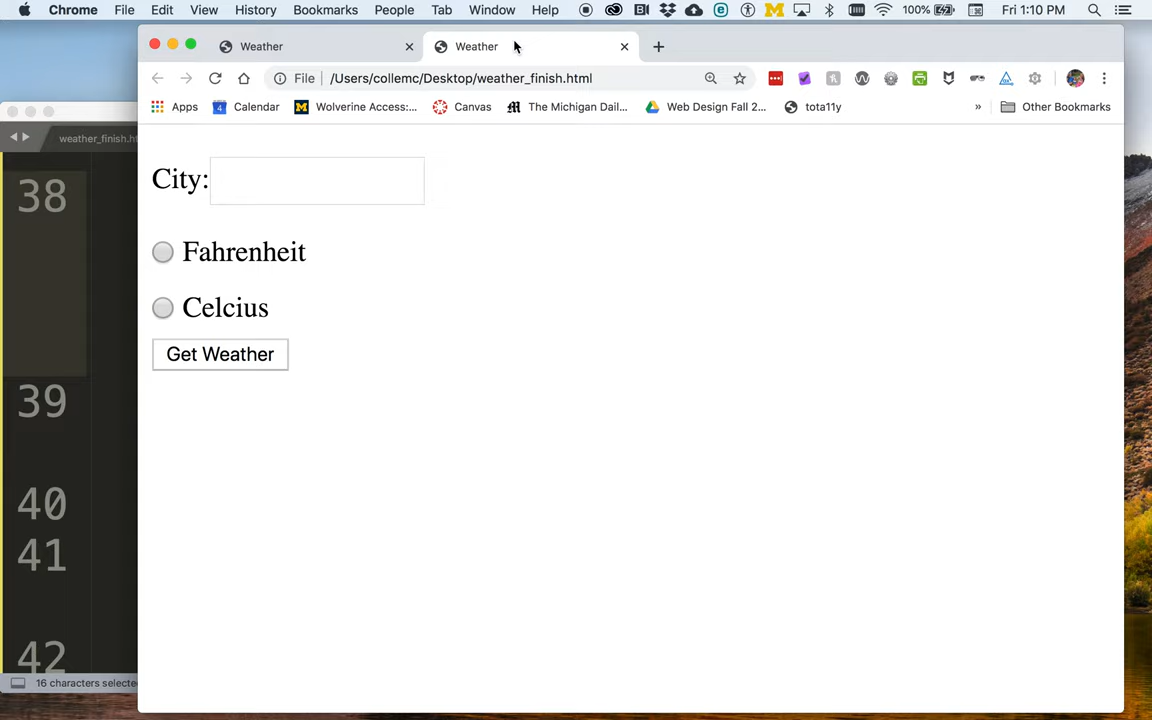 Chrome File Edit View History Bookmarks People Tab Window Help 100% Fri 1:10 PM
Weather Weather
File /Users/collemc/Desktop/weather_finish.html
Apps Calendar Wolverine Access:... Canvas The Michigan Dail... Web Design Fall 2... tota11y » Other Bookmarks
weather_finish.ht
City:
Fahrenheit
Celcius
Get Weather
38
39
40
41
42
16 characters selecte